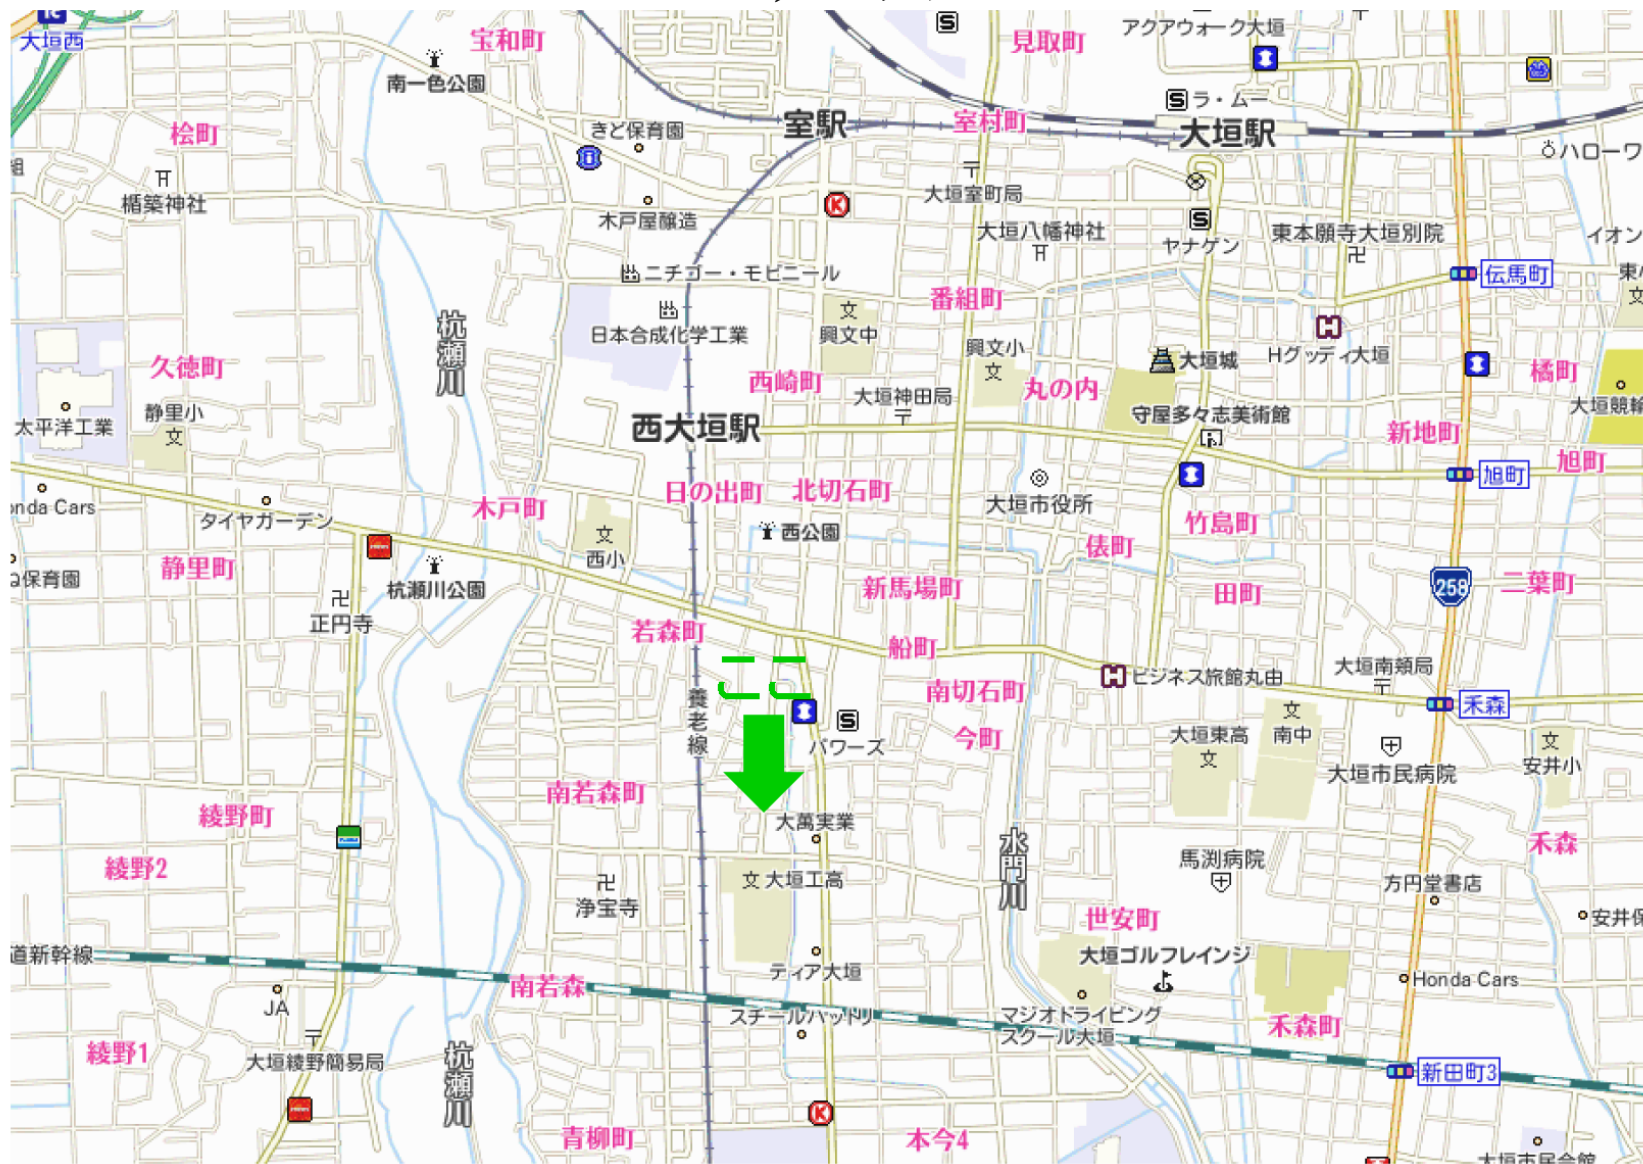 大垣西
宝和町
見取町
アクアウォーク大垣
南一色公園
ラ・ムー
桧町
きど保育園
室駅
室村町
大垣駅
ハローワ
組
楯築神社
大垣室町局
木戸屋醸造
大垣八幡神社
ヤナゲン
東本願寺大垣別院
イオン
ニチゴー・モビニール
伝馬町
東小
番組町
杭瀬川
日本合成化学工業
興文中
興文小
大垣城
Hグッディ大垣
久徳町
西崎町
丸の内
橘町
大垣神田局
大垣競輪
静里小
太平洋工業
西大垣駅
守屋多々志美術館
新地町
旭町
旭町
日の出町
北切石町
onda Cars
木戸町
大垣市役所
タイヤガーデン
竹島町
西公園
俵町
西小
静里町
保育園
杭瀬川公園
新馬場町
田町
258
二葉町
正円寺
若森町
船町
大垣南頬局
ビジネス旅館丸由
南切石町
ここ
禾森
養老線
今町
パワーズ
大垣東高
南中
大垣市民病院
安井小
南若森町
綾野町
大萬実業
水門川
禾森
綾野2
馬渕病院
大垣工高
方円堂書店
浄宝寺
世安町
安井保
道新幹線
大垣ゴルフレインジ
ティア大垣
南若森
Honda Cars
JA
スチールハットリ
マジオドライビング
スクール大垣
禾森町
綾野1
大垣綾野簡易局
杭瀬川
新田町3
青柳町
本今4
大垣市民会館